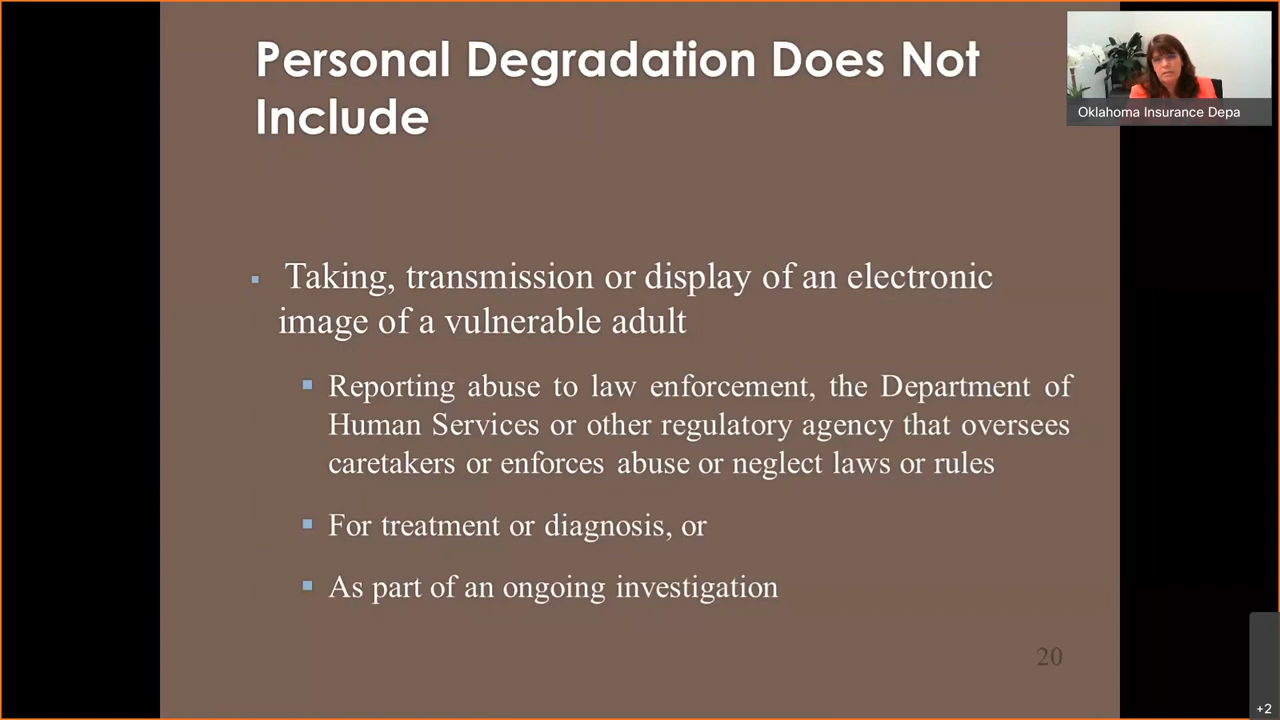 Personal Degradation Does Not
Include
Oklahoma Insurance Depa
Taking, transmission or display of an electronic
image of a vulnerable adult
Reporting abuse to law enforcement, the Department of
Human Services or other regulatory agency that oversees
caretakers or enforces abuse or neglect laws or rules
For treatment or diagnosis, or
As part of an ongoing investigation
20
+2